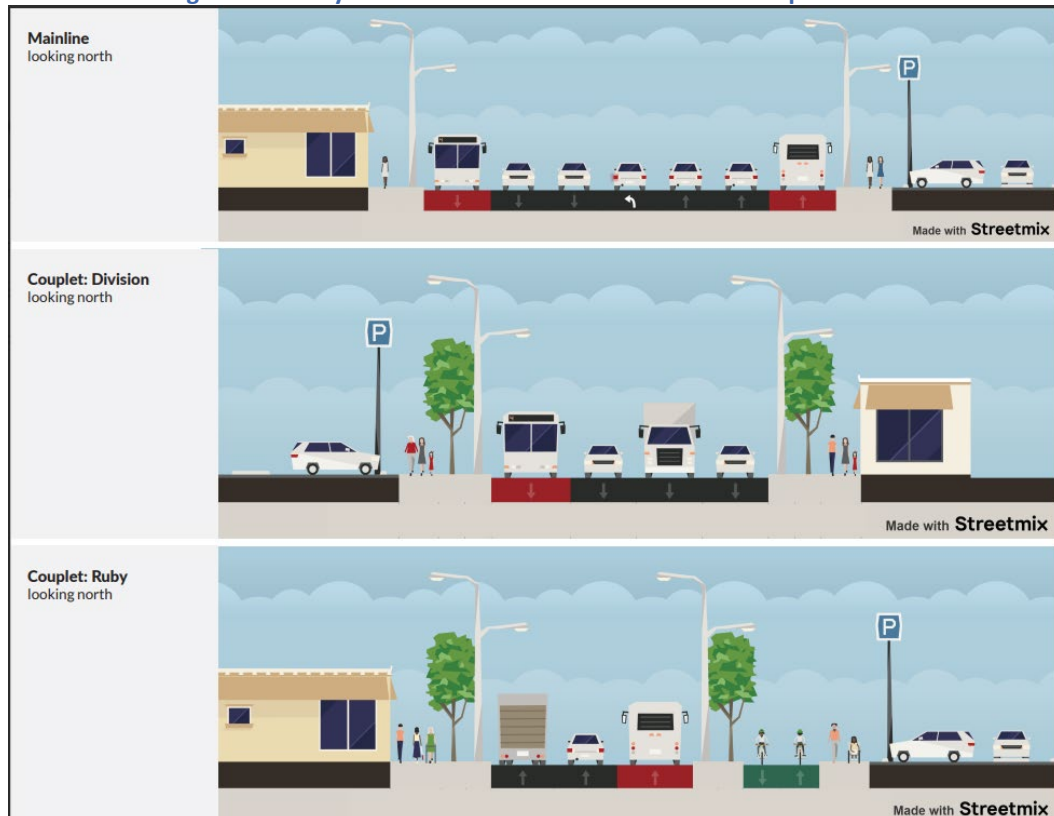 Mainline
looking north
P
Made with Streetmix
Couplet: Division
looking north
P
Made with Streetmix
Couplet: Ruby
looking north
P
Made with Streetmix